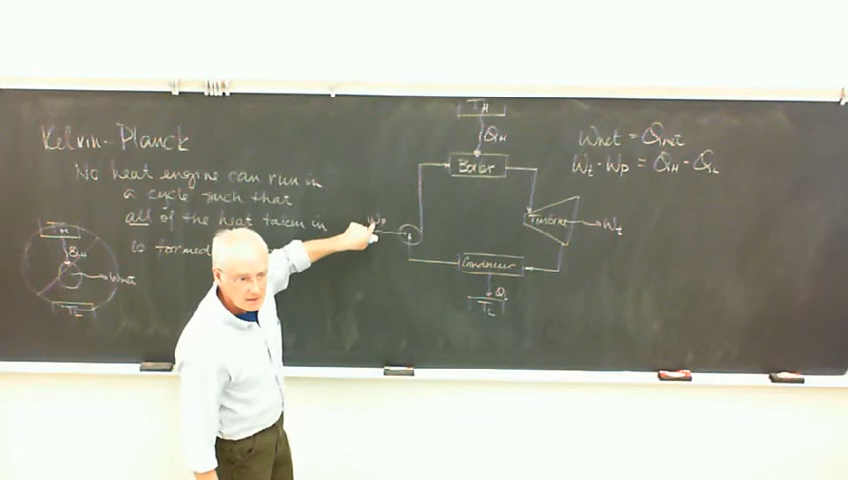 Kelvin-Planck
No heat engine can run in
a cycle such that
all of the heat taken in
is formed
TH
QH
Wnet
TL
TH
QH
Boiler
Turbine
Wt
Wp
Condenser
QL
TL
Wnet = Qnet
Wt - Wp = QH - QL